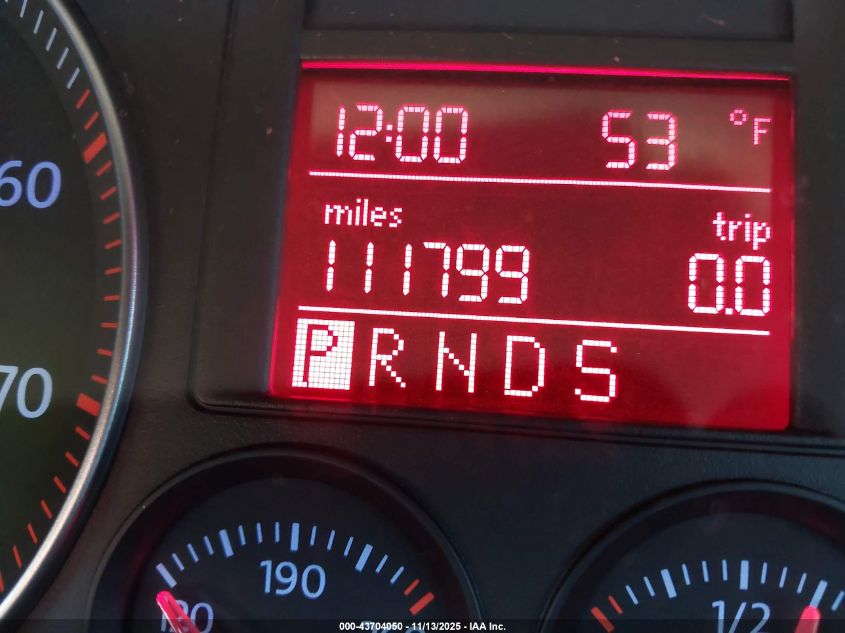 12:00 53 °F
60
miles trip
111799 0.0
P R N D S
70
190
1/2
000-43704050 - 11/13/2025 - IAA Inc.